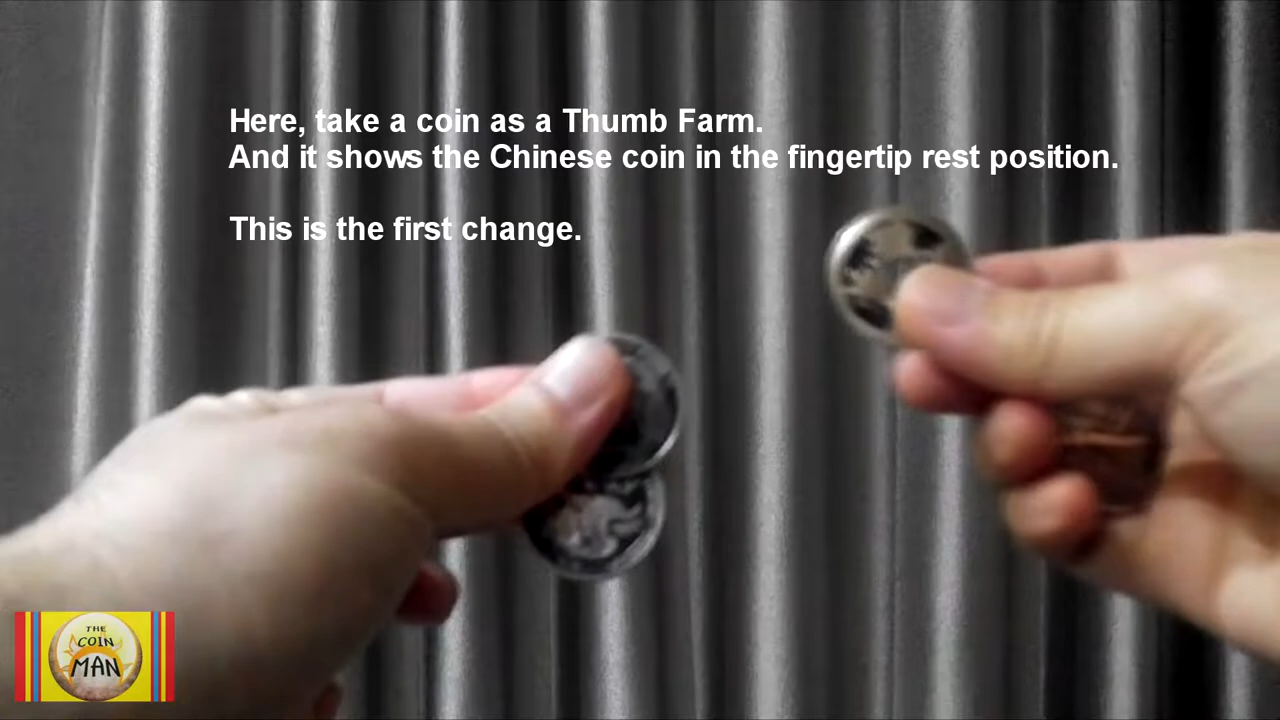 Here, take a coin as a Thumb Farm.
And it shows the Chinese coin in the fingertip rest position.
This is the first change.
THE
COIN
MAN